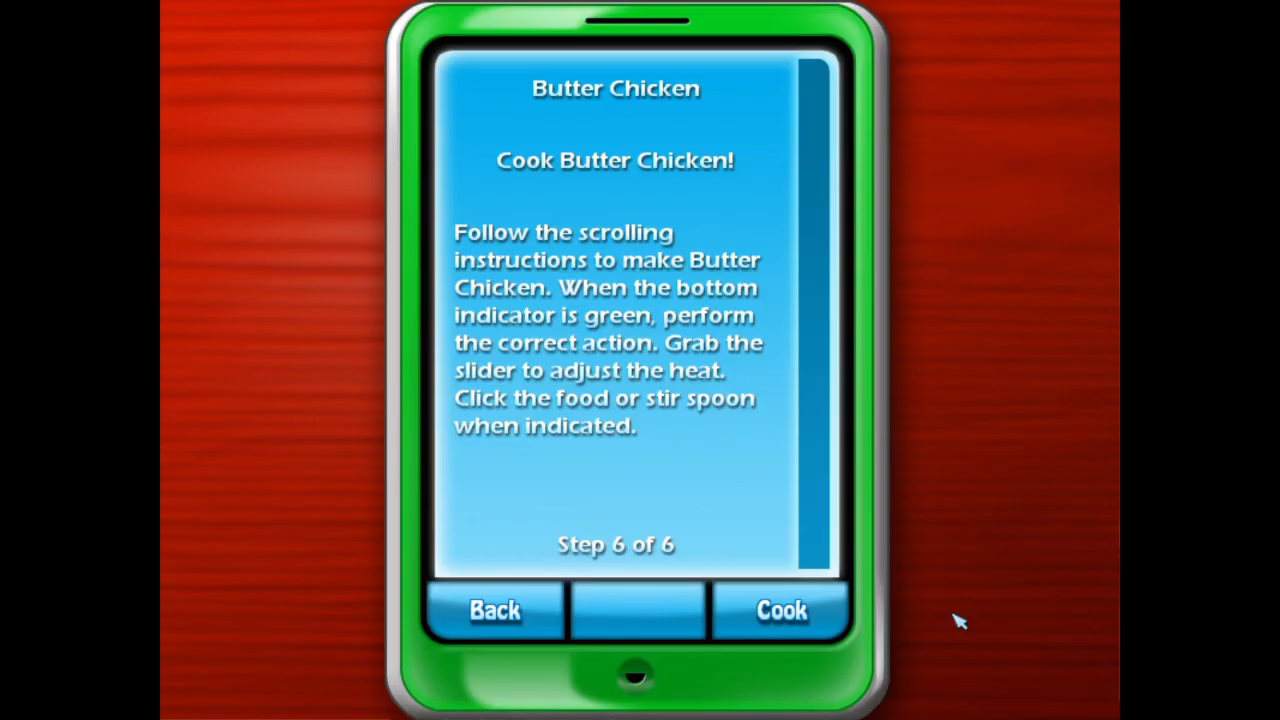 Butter Chicken
Cook Butter Chicken!
Follow the scrolling
instructions to make Butter
Chicken. When the bottom
indicator is green, perform
the correct action. Grab the
slider to adjust the heat.
Click the food or stir spoon
when indicated.
Step 6 of 6
Back
Cook